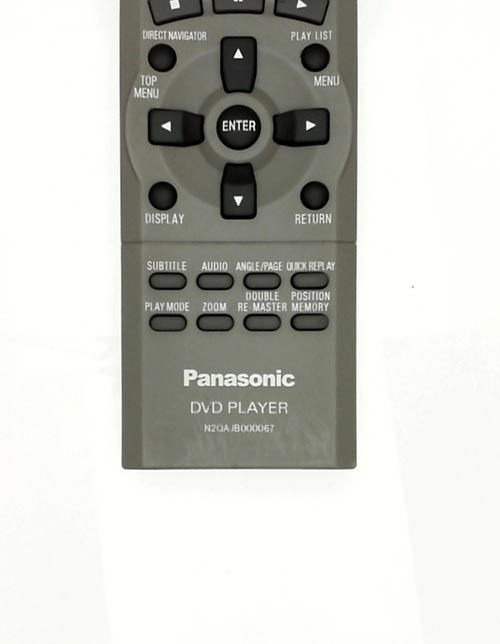 DIRECT NAVIGATOR PLAY LIST
TOP MENU
MENU
ENTER
DISPLAY RETURN
SUBTITLE AUDIO ANGLE/PAGE QUICK REPLAY
PLAY MODE ZOOM DOUBLE RE-MASTER POSITION MEMORY
Panasonic
DVD PLAYER
N2QAJB000067